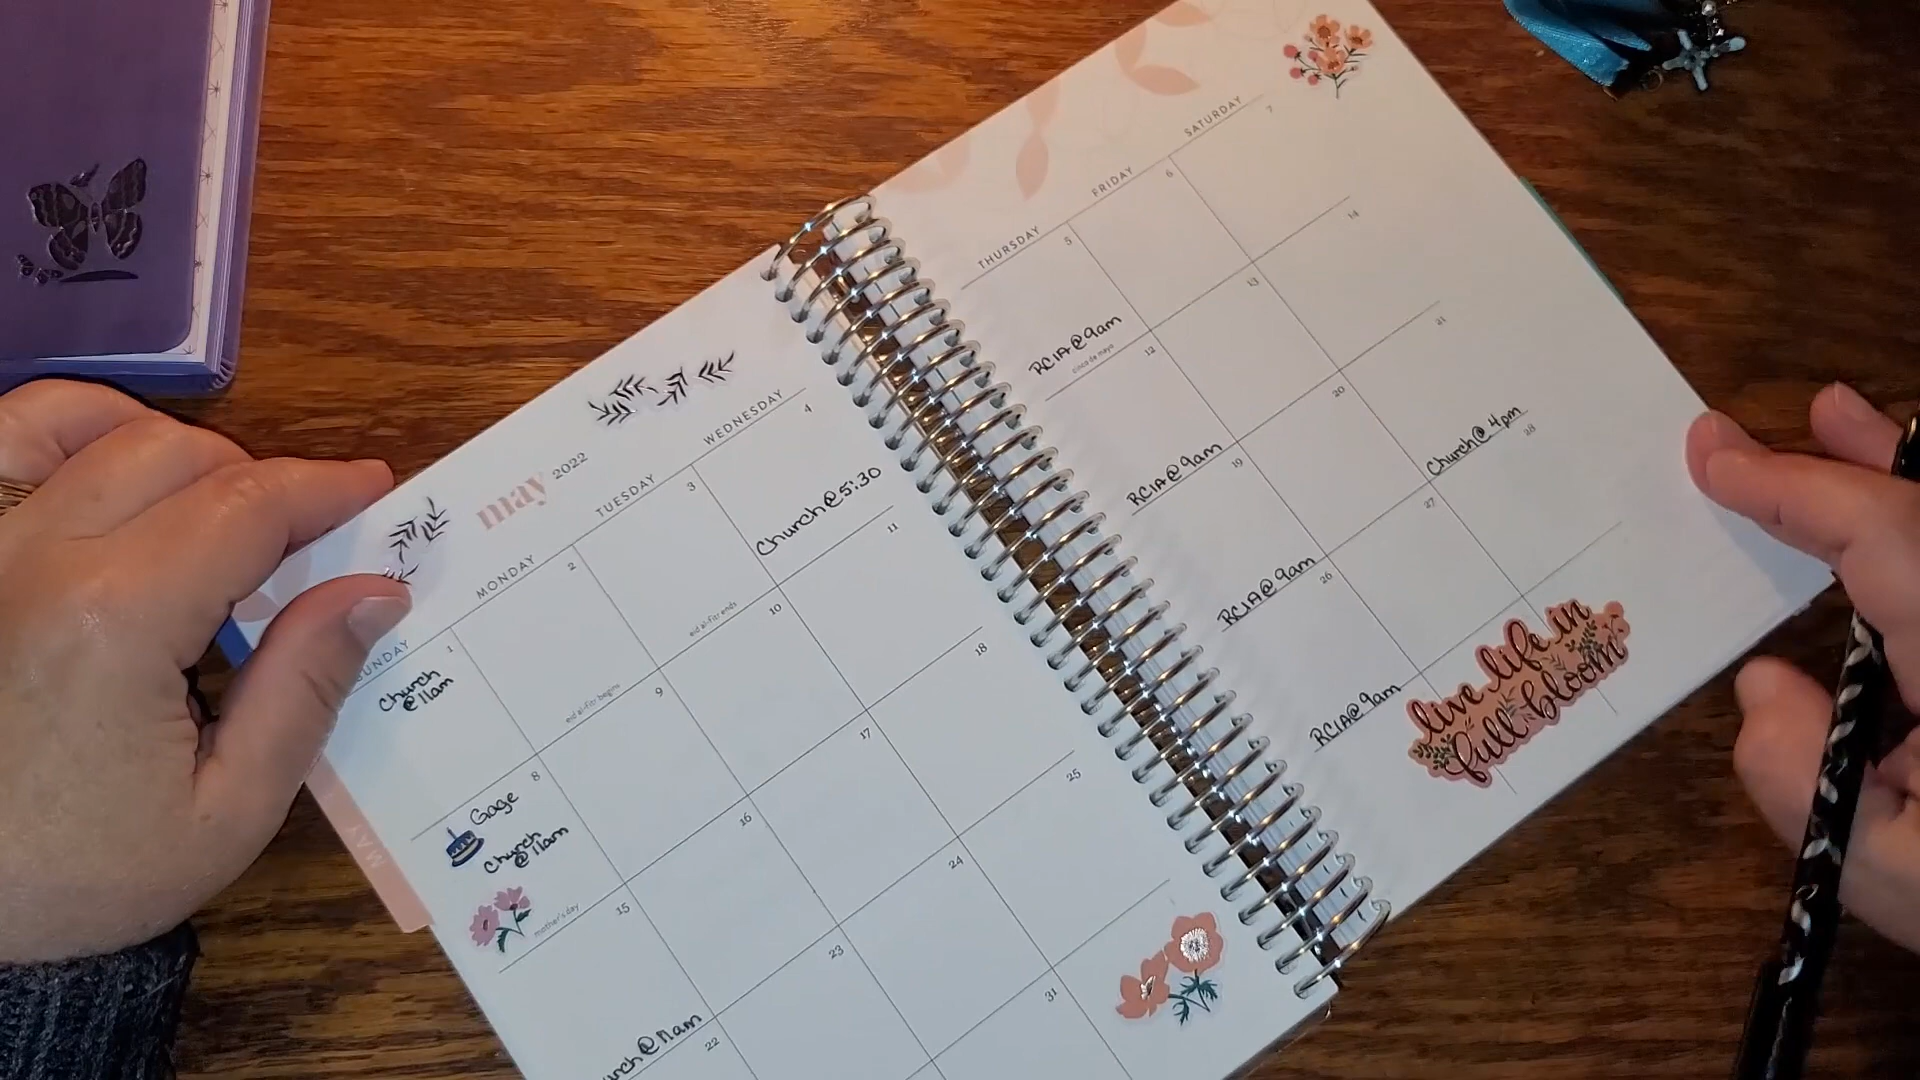 may 2022
SUNDAY
MONDAY
TUESDAY
WEDNESDAY
1
Church
@11am
2
eid al-fitr begins
3
eid al-fitr ends
4
Church@5:30
8
Gage
Church
@11am
mother's day
9
10
11
15
urch@11am
16
17
18
22
23
24
25
31
MAY
THURSDAY
FRIDAY
SATURDAY
5
RCIA@9am
cinco de mayo
6
7
12
RCIA@9am
13
14
19
RCIA@9am
20
21
Church@4pm
26
RCIA@9am
27
28
live life in
full bloom